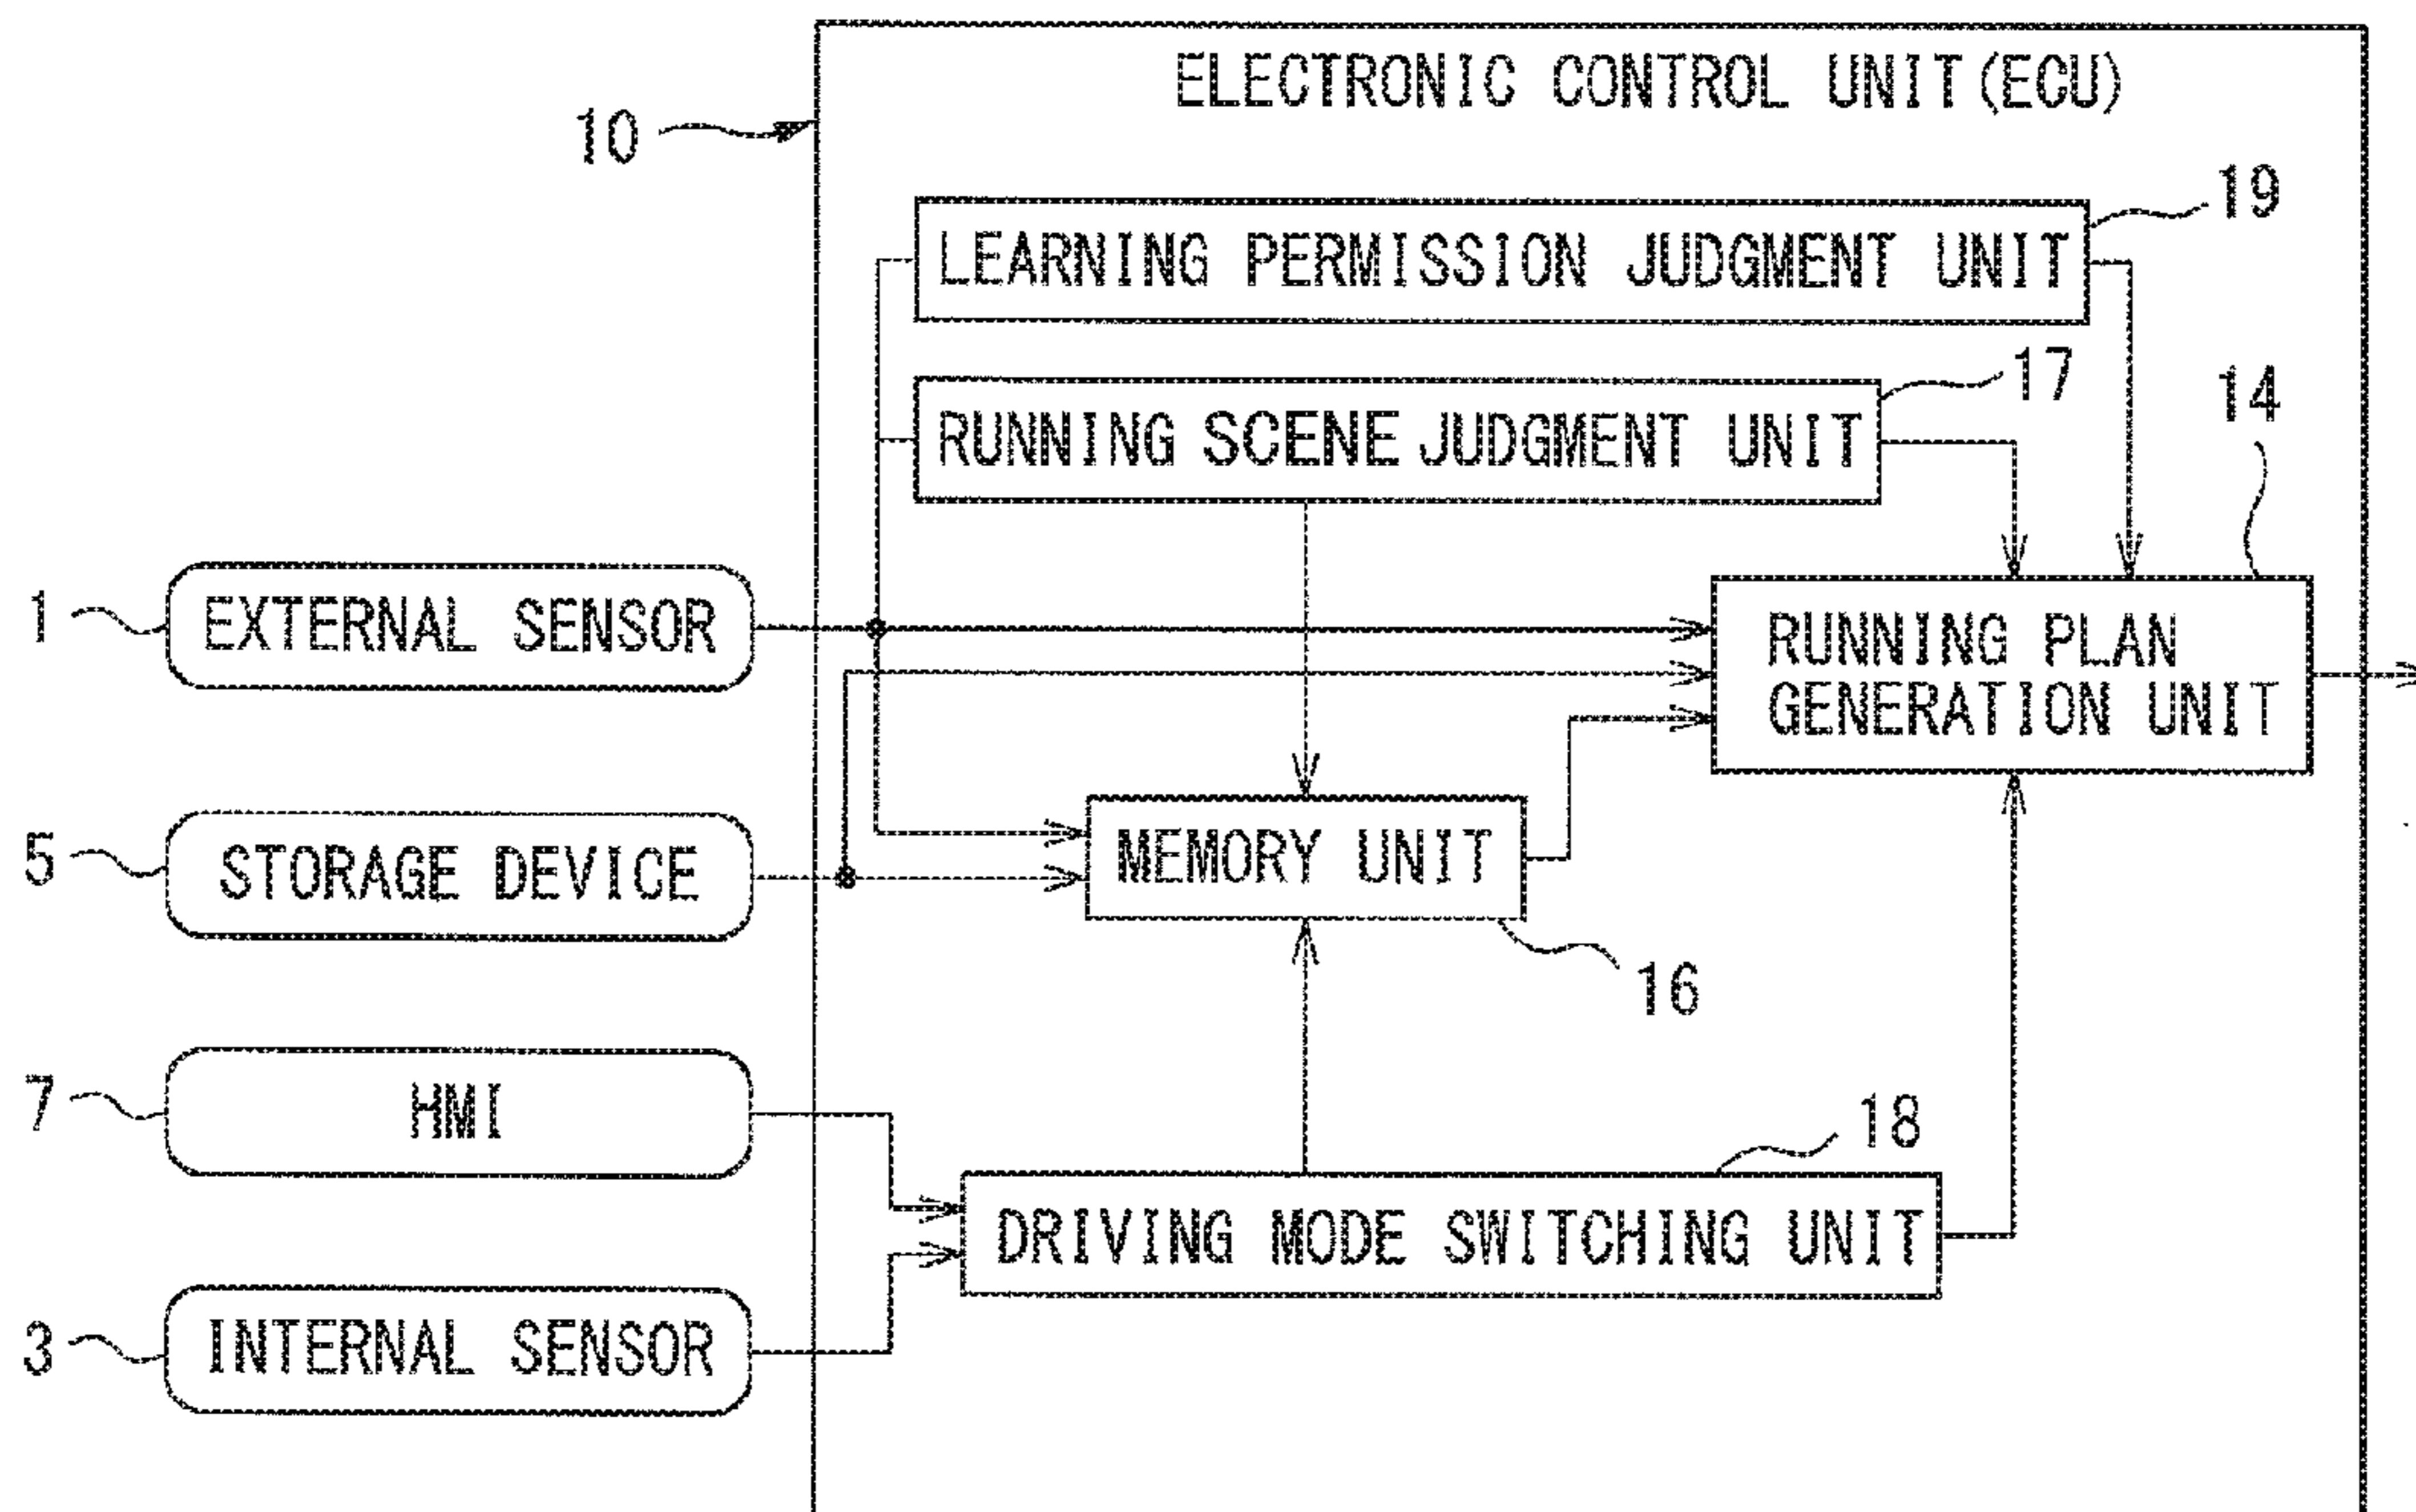 ELECTRONIC CONTROL UNIT(ECU)
10
19
LEARNING PERMISSION JUDGMENT UNIT
17
14
RUNNING SCENE JUDGMENT UNIT
1
EXTERNAL SENSOR
RUNNING PLAN
GENERATION UNIT
5
STORAGE DEVICE
MEMORY UNIT
16
7
HMI
18
DRIVING MODE SWITCHING UNIT
3
INTERNAL SENSOR